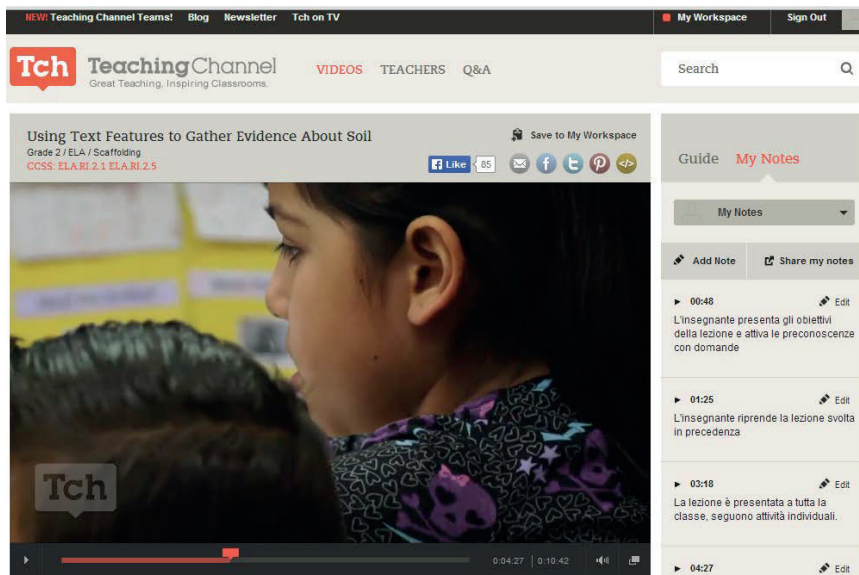 NEW! Teaching Channel Teams! Blog Newsletter Tch on TV
My Workspace Sign Out
Tch TeachingChannel
Great Teaching, Inspiring Classrooms.
VIDEOS TEACHERS Q&A
Search
Using Text Features to Gather Evidence About Soil
Grade 2 / ELA / Scaffolding
CCSS: ELA.RI.2.1 ELA.RI.2.5
Save to My Workspace
Like 85
Guide My Notes
My Notes
Add Note Share my notes
00:48 Edit
L'insegnante presenta gli obiettivi
della lezione e attiva le preconoscenze
con domande
01:25 Edit
L'insegnante riprende la lezione svolta
in precedenza
03:18 Edit
La lezione è presentata a tutta la
classe, seguono attività individuali.
04:27 Edit
Tch
0:04:27 | 0:10:42